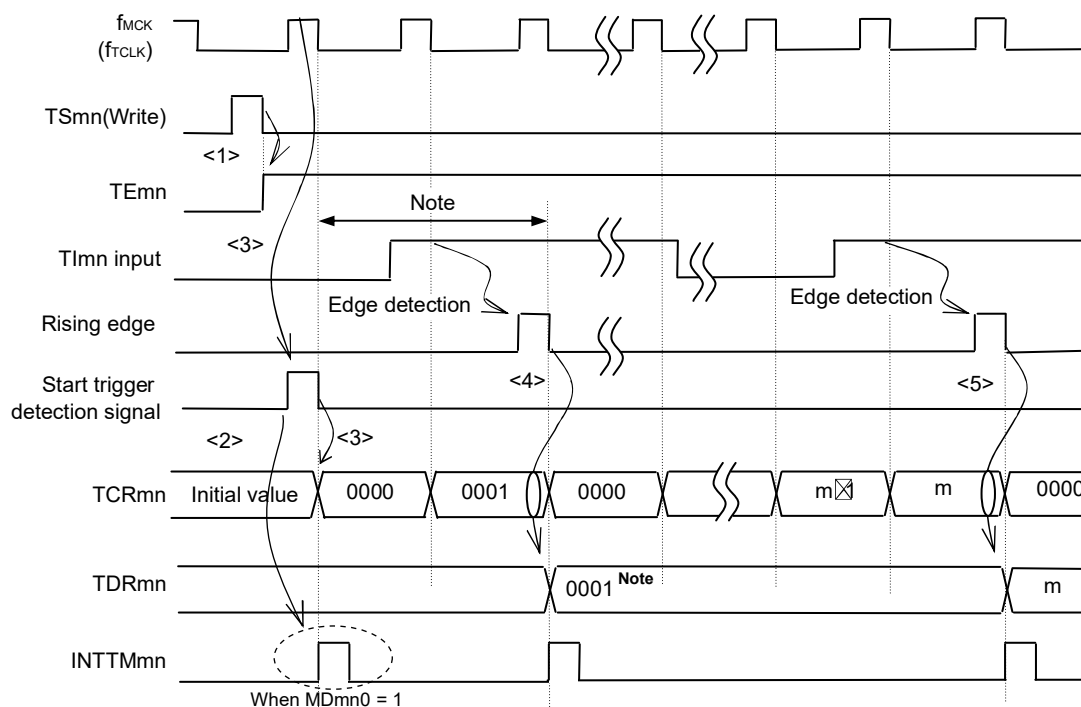 fMCK
(fTCLK)
TSmn(Write)
<1>
TEmn
Note
<3>
TImn input
Edge detection
Edge detection
Rising edge
<4>
<5>
Start trigger
detection signal
<2>
<3>
TCRmn
Initial value
0000
0001
0000
m☒1
m
0000
TDRmn
0001 Note
m
INTTMmn
When MDmn0 = 1